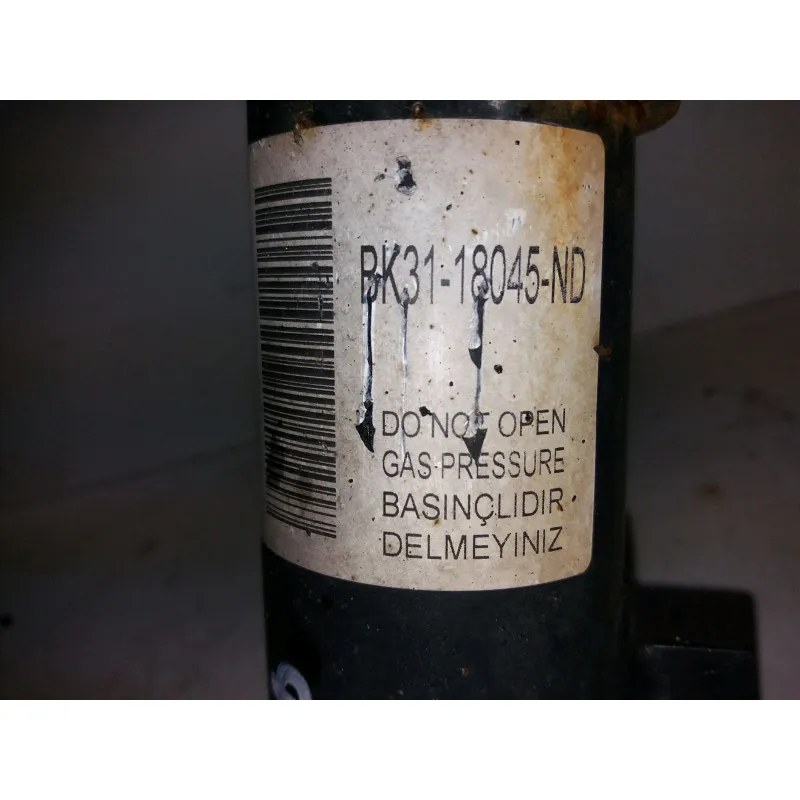 BK31-18045-ND
DO NOT OPEN
GAS PRESSURE
BASINÇLIDIR
DELMEYINIZ